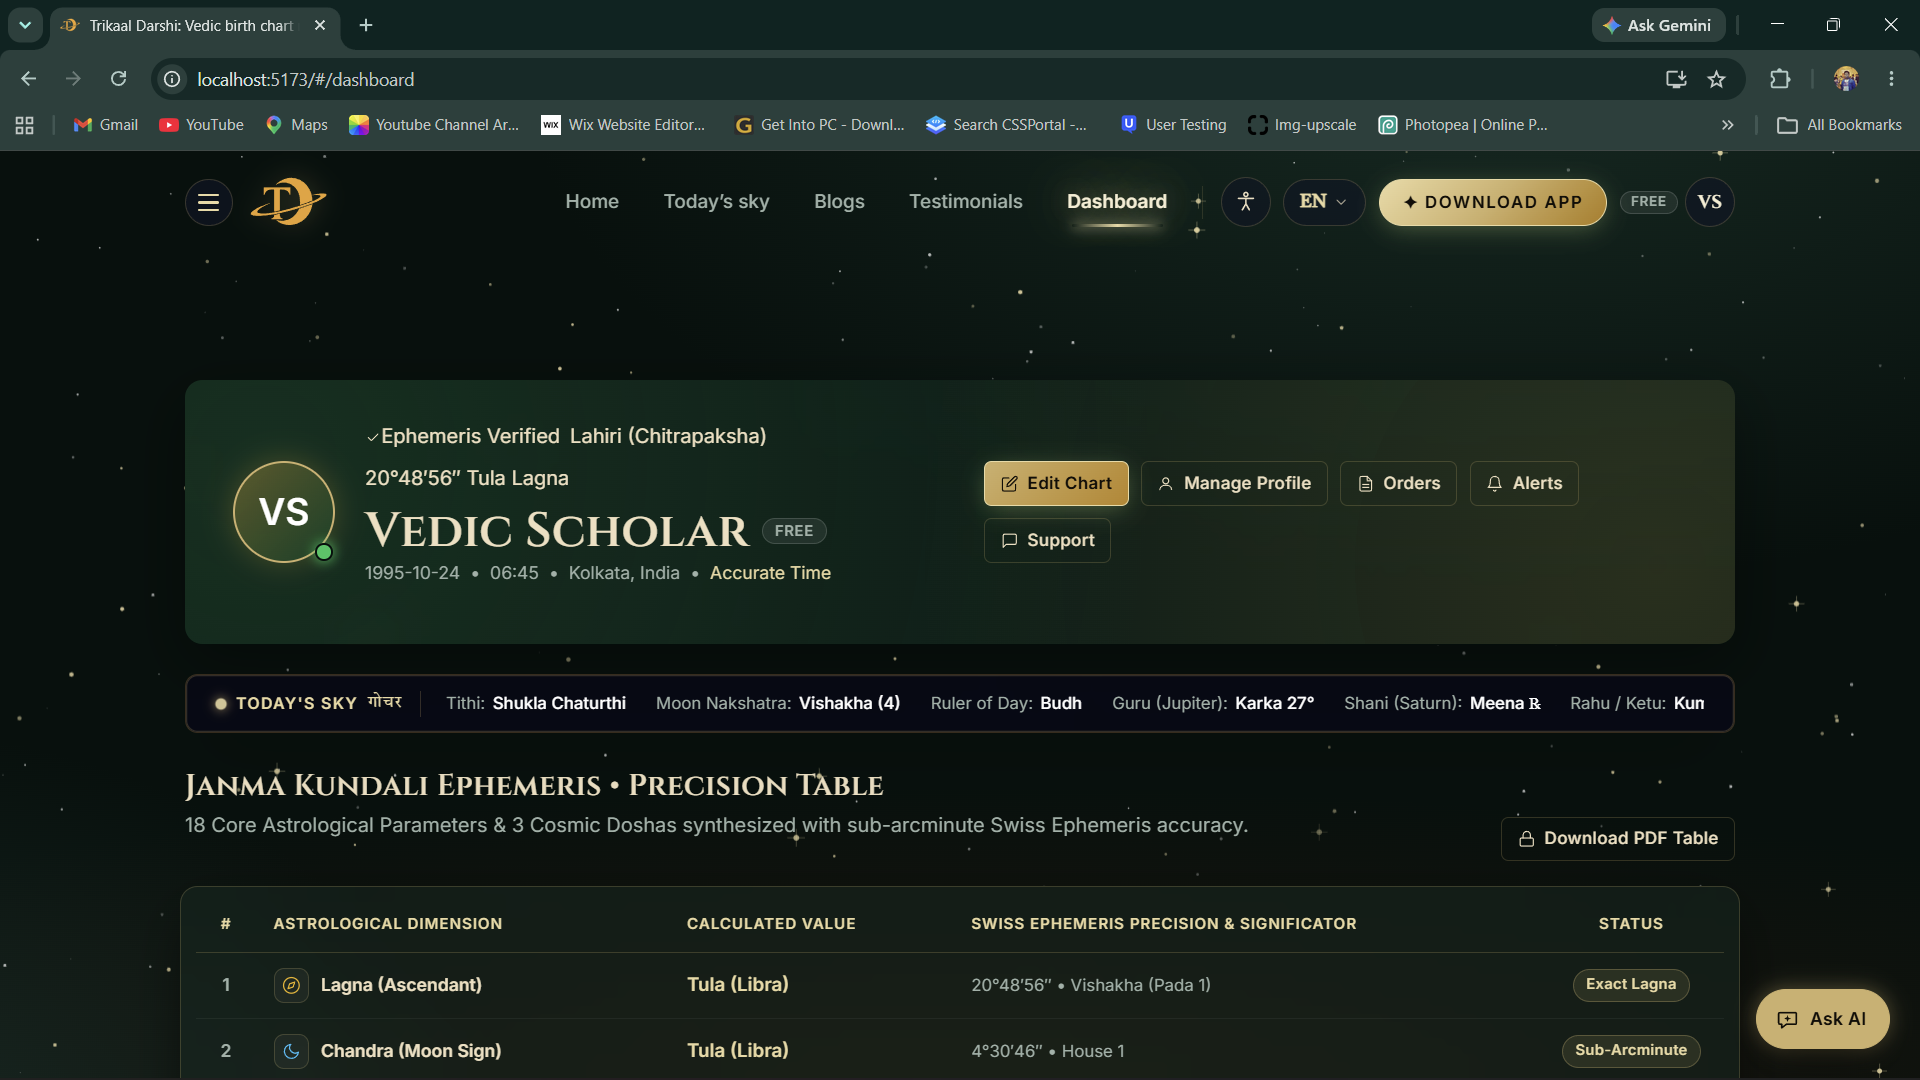 Trikaal Darshi: Vedic birth chart
Ask Gemini
localhost:5173/#/dashboard
Gmail
YouTube
Maps
Youtube Channel Ar...
WIX Wix Website Editor...
G Get Into PC - Downl...
Search CSSPortal -...
U User Testing
Img-upscale
Photopea | Online P...
All Bookmarks
TD
Home
Today's sky
Blogs
Testimonials
Dashboard
EN
✦ DOWNLOAD APP
FREE
VS
VS
✓Ephemeris Verified Lahiri (Chitrapaksha)
20°48'56" Tula Lagna
VEDIC SCHOLAR FREE
1995-10-24 • 06:45 • Kolkata, India • Accurate Time
Edit Chart
Manage Profile
Orders
Alerts
Support
TODAY'S SKY गोचर
Tithi: Shukla Chaturthi
Moon Nakshatra: Vishakha (4)
Ruler of Day: Budh
Guru (Jupiter): Karka 27°
Shani (Saturn): Meena ℞
Rahu / Ketu: Kum
JANMA KUNDALI EPHEMERIS • PRECISION TABLE
18 Core Astrological Parameters & 3 Cosmic Doshas synthesized with sub-arcminute Swiss Ephemeris accuracy.
Download PDF Table
# ASTROLOGICAL DIMENSION CALCULATED VALUE SWISS EPHEMERIS PRECISION & SIGNIFICATOR STATUS
1 Lagna (Ascendant) Tula (Libra) 20°48'56" • Vishakha (Pada 1) Exact Lagna
2 Chandra (Moon Sign) Tula (Libra) 4°30'46" • House 1 Sub-Arcminute
Ask AI